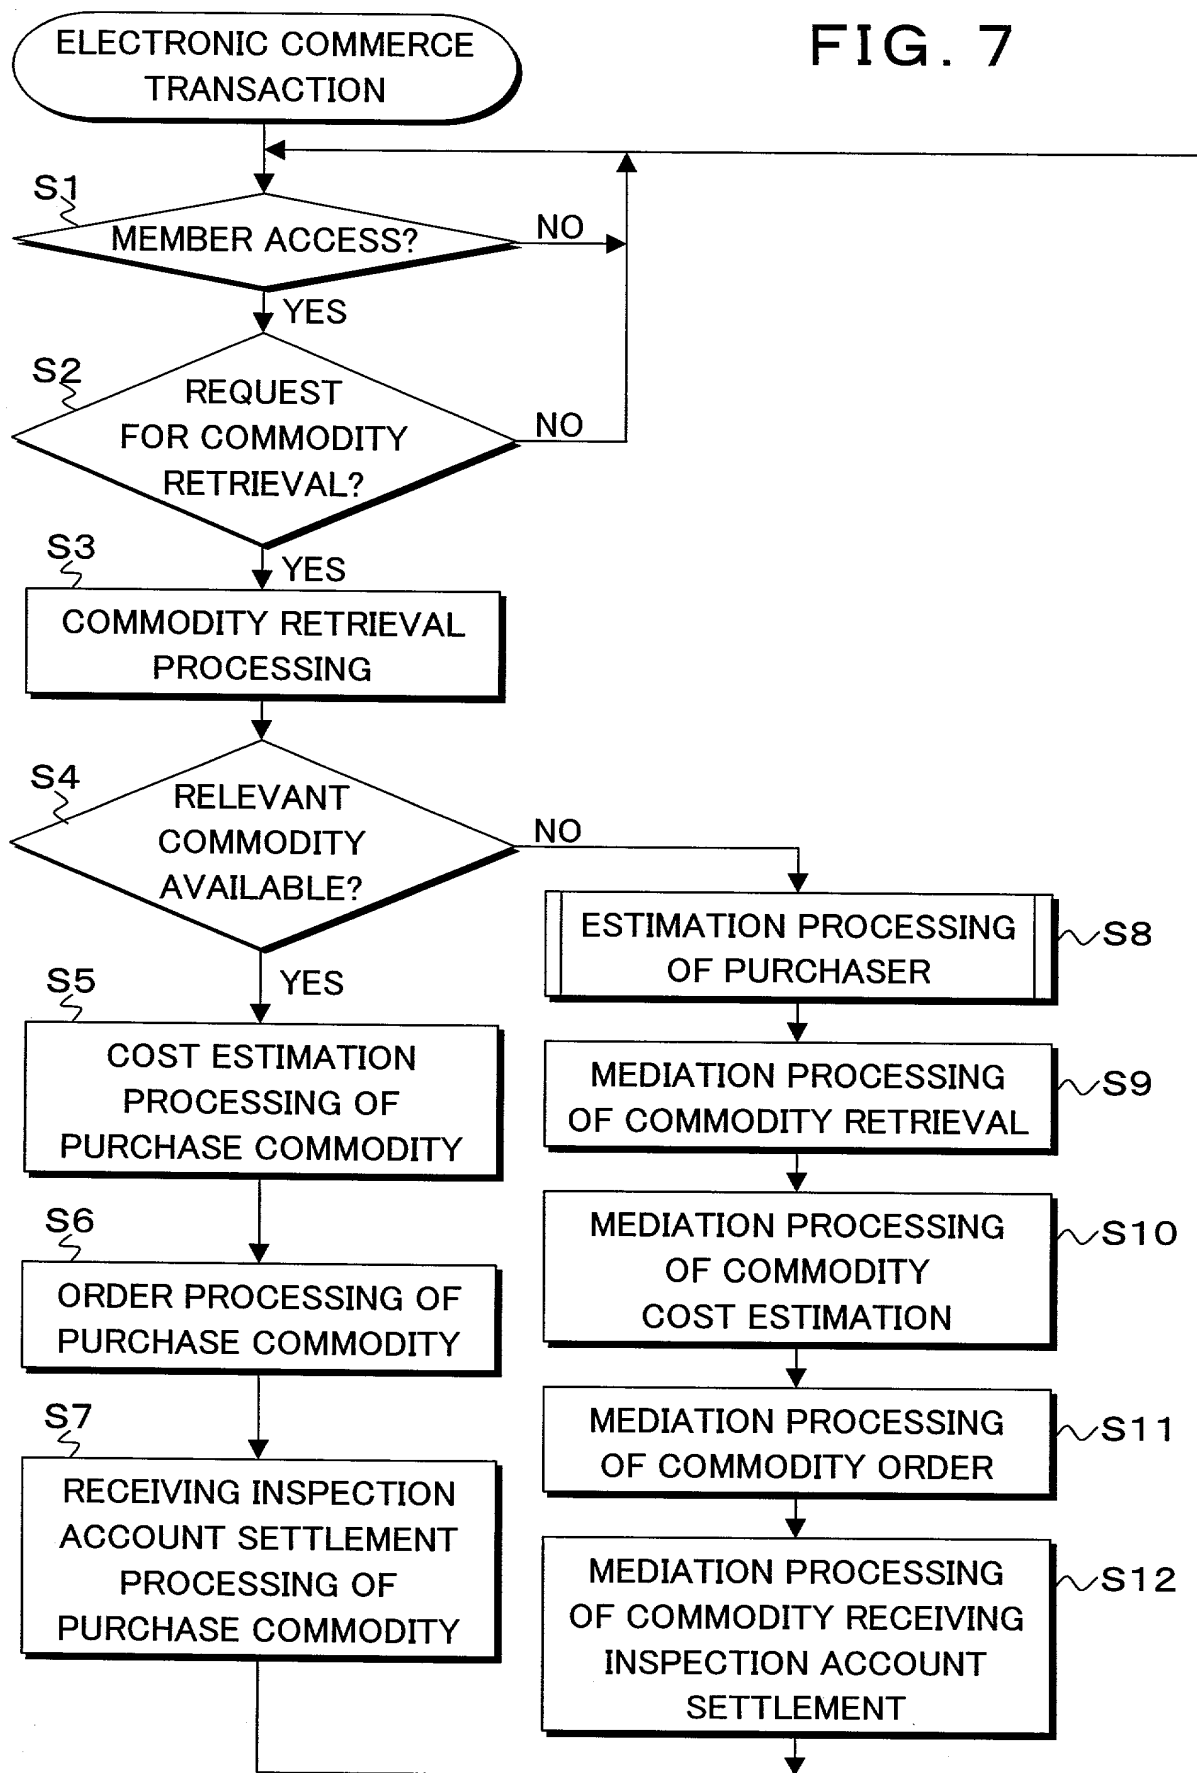 FIG. 7
ELECTRONIC COMMERCE
TRANSACTION
S1
MEMBER ACCESS?
NO
YES
S2
REQUEST
FOR COMMODITY
RETRIEVAL?
NO
YES
S3
COMMODITY RETRIEVAL
PROCESSING
S4
RELEVANT
COMMODITY
AVAILABLE?
NO
YES
S5
COST ESTIMATION
PROCESSING OF
PURCHASE COMMODITY
S6
ORDER PROCESSING OF
PURCHASE COMMODITY
S7
RECEIVING INSPECTION
ACCOUNT SETTLEMENT
PROCESSING OF
PURCHASE COMMODITY
ESTIMATION PROCESSING
OF PURCHASER
S8
MEDIATION PROCESSING
OF COMMODITY RETRIEVAL
S9
MEDIATION PROCESSING
OF COMMODITY
COST ESTIMATION
S10
MEDIATION PROCESSING
OF COMMODITY ORDER
S11
MEDIATION PROCESSING
OF COMMODITY RECEIVING
INSPECTION ACCOUNT
SETTLEMENT
S12